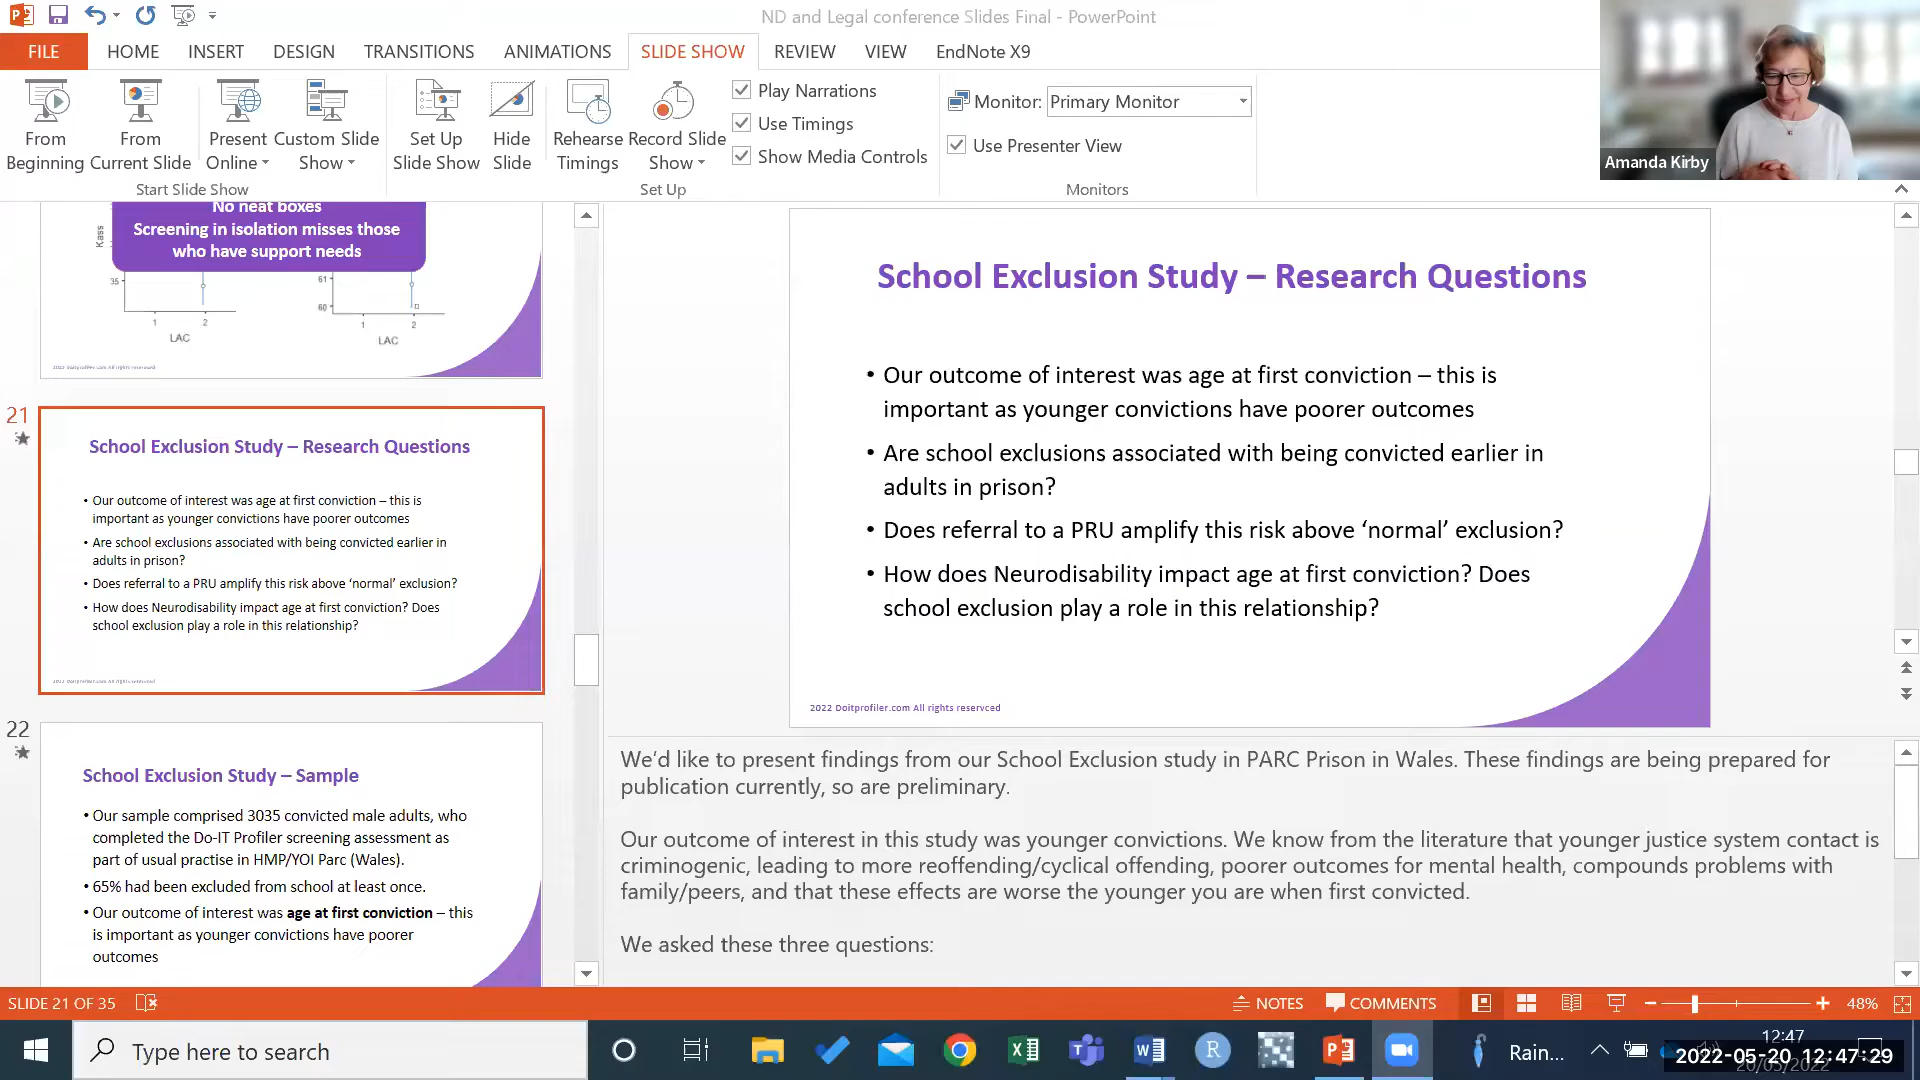 ND and Legal conference Slides Final - PowerPoint
FILE HOME INSERT DESIGN TRANSITIONS ANIMATIONS SLIDE SHOW REVIEW VIEW EndNote X9
From Beginning
From Current Slide
Present Online
Custom Slide Show
Set Up Slide Show
Hide Slide
Rehearse Timings
Record Slide Show
Play Narrations
Use Timings
Show Media Controls
Monitor: Primary Monitor
Use Presenter View
Start Slide Show
Set Up
Monitors
Amanda Kirby
No neat boxes
Screening in isolation misses those
who have support needs
Kass
35
1 2
LAC
61
60
1 2
LAC
21
School Exclusion Study – Research Questions
• Our outcome of interest was age at first conviction – this is
important as younger convictions have poorer outcomes
• Are school exclusions associated with being convicted earlier in
adults in prison?
• Does referral to a PRU amplify this risk above ‘normal’ exclusion?
• How does Neurodisability impact age at first conviction? Does
school exclusion play a role in this relationship?
22
School Exclusion Study – Sample
• Our sample comprised 3035 convicted male adults, who
completed the Do-IT Profiler screening assessment as
part of usual practise in HMP/YOI Parc (Wales).
• 65% had been excluded from school at least once.
• Our outcome of interest was age at first conviction – this
is important as younger convictions have poorer
outcomes
School Exclusion Study – Research Questions
• Our outcome of interest was age at first conviction – this is
important as younger convictions have poorer outcomes
• Are school exclusions associated with being convicted earlier in
adults in prison?
• Does referral to a PRU amplify this risk above ‘normal’ exclusion?
• How does Neurodisability impact age at first conviction? Does
school exclusion play a role in this relationship?
2022 Doitprofiler.com All rights reservced
We’d like to present findings from our School Exclusion study in PARC Prison in Wales. These findings are being prepared for
publication currently, so are preliminary.
Our outcome of interest in this study was younger convictions. We know from the literature that younger justice system contact is
criminogenic, leading to more reoffending/cyclical offending, poorer outcomes for mental health, compounds problems with
family/peers, and that these effects are worse the younger you are when first convicted.
We asked these three questions:
SLIDE 21 OF 35
NOTES COMMENTS 48%
Type here to search
Rain...
12:47
2022-05-20 12:47:29